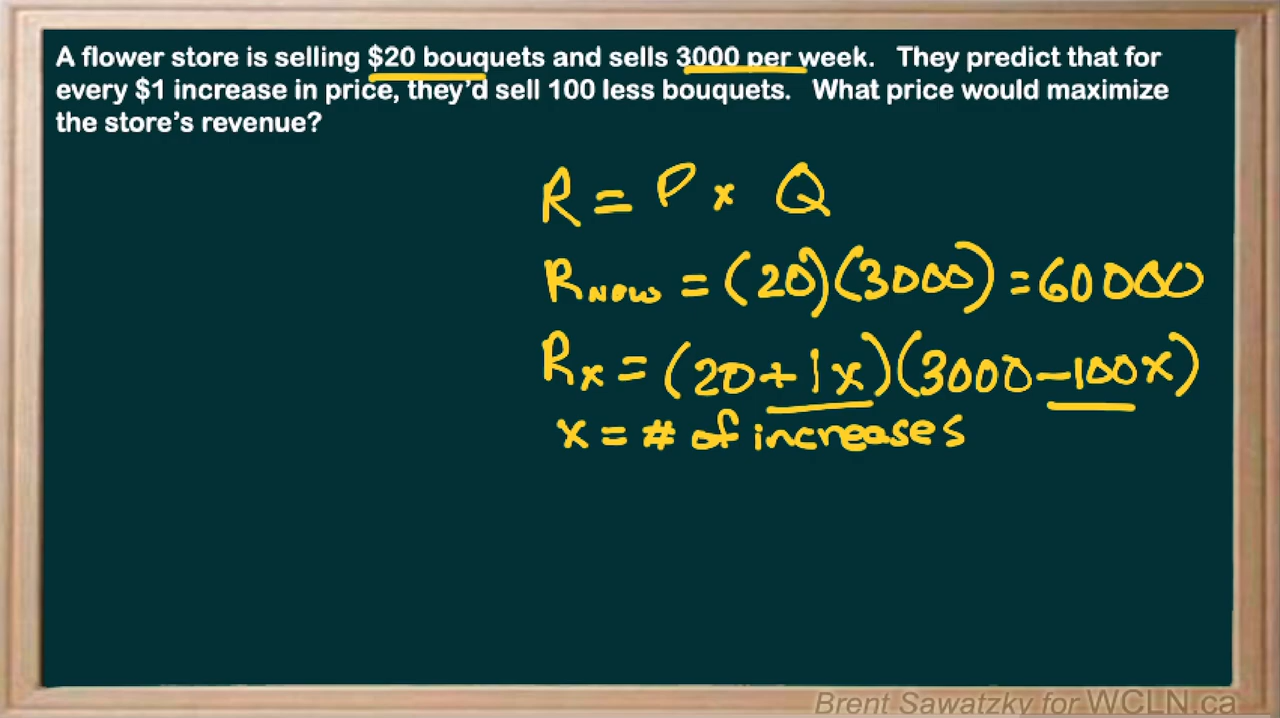 A flower store is selling $20 bouquets and sells 3000 per week. They predict that for
every $1 increase in price, they’d sell 100 less bouquets. What price would maximize
the store’s revenue?
R = P x Q
R NOW = (20)(3000) = 60000
Rx = (20 + 1x)(3000 - 100x)
x = # of increases
Brent Sawatzky for WCLN.ca